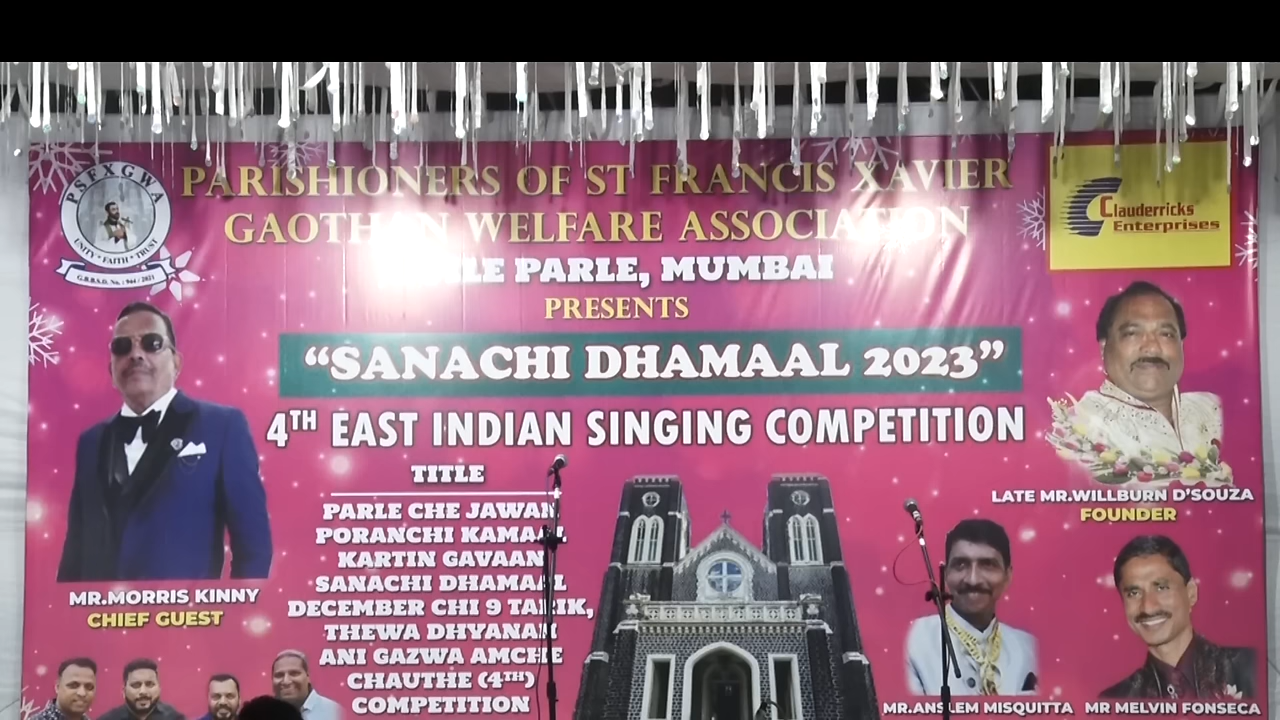 PSFXGWA
UNITY * FAITH * TRUST
G.B.B.S.D. No. : 944 / 2021
PARISHIONERS OF ST FRANCIS XAVIER
GAOTHAN WELFARE ASSOCIATION
PARLE, MUMBAI
PRESENTS
Clauderricks
Enterprises
"SANACHI DHAMAAL 2023"
4TH EAST INDIAN SINGING COMPETITION
TITLE
PARLE CHE JAWAN
PORANCHI KAMAAL
KARTIN GAVAAN
SANACHI DHAMAAL
DECEMBER CHI 9 TARIK,
THEWA DHYANAN
ANI GAZWA AMCHE
CHAUTHE (4TH)
COMPETITION
MR.MORRIS KINNY
CHIEF GUEST
LATE MR.WILLBURN D'SOUZA
FOUNDER
MR.ANSLEM MISQUITTA
MR MELVIN FONSECA